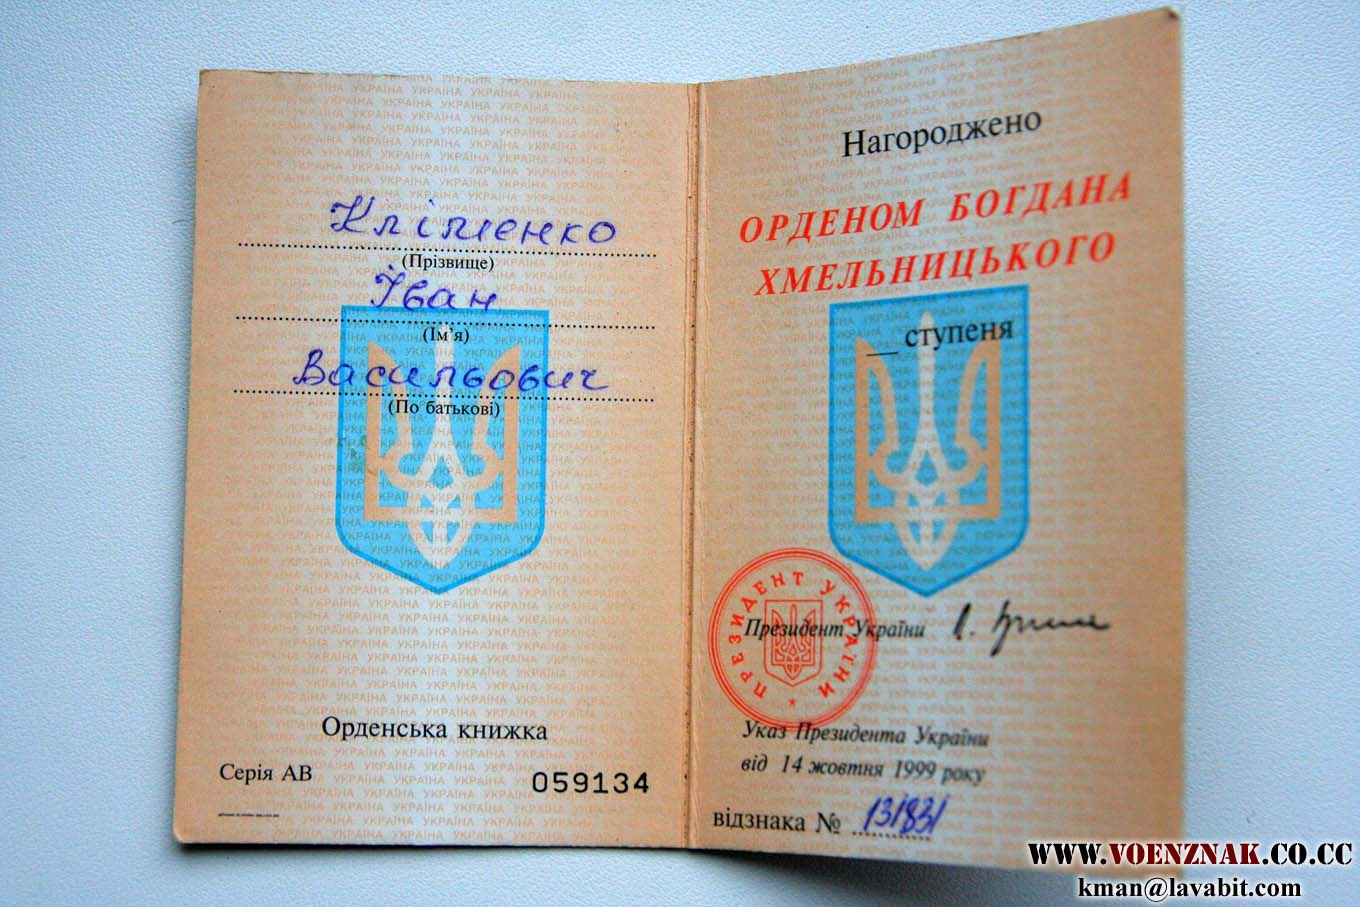 Кліменко
(Прізвище)
Іван
(Ім'я)
Васильович
(По батькові)
Орденська книжка
Серія АВ
059134
Нагороджено
ОРДЕНОМ БОГДАНА
ХМЕЛЬНИЦЬКОГО
__ ступеня
ПРЕЗИДЕНТ УКРАЇНИ
Президент України
Указ Президента України
від 14 жовтня 1999 року
відзнака № 131831
WWW.VOENZNAK.CO.CC
kman@lavabit.com